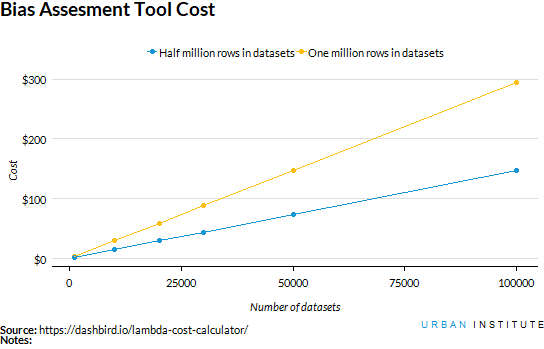 Bias Assesment Tool Cost
Half million rows in datasets One million rows in datasets
$300
$200
$100
$0
Cost
0 25000 50000 75000 100000
Number of datasets
URBAN INSTITUTE
Source: https://dashbird.io/lambda-cost-calculator/
Notes: